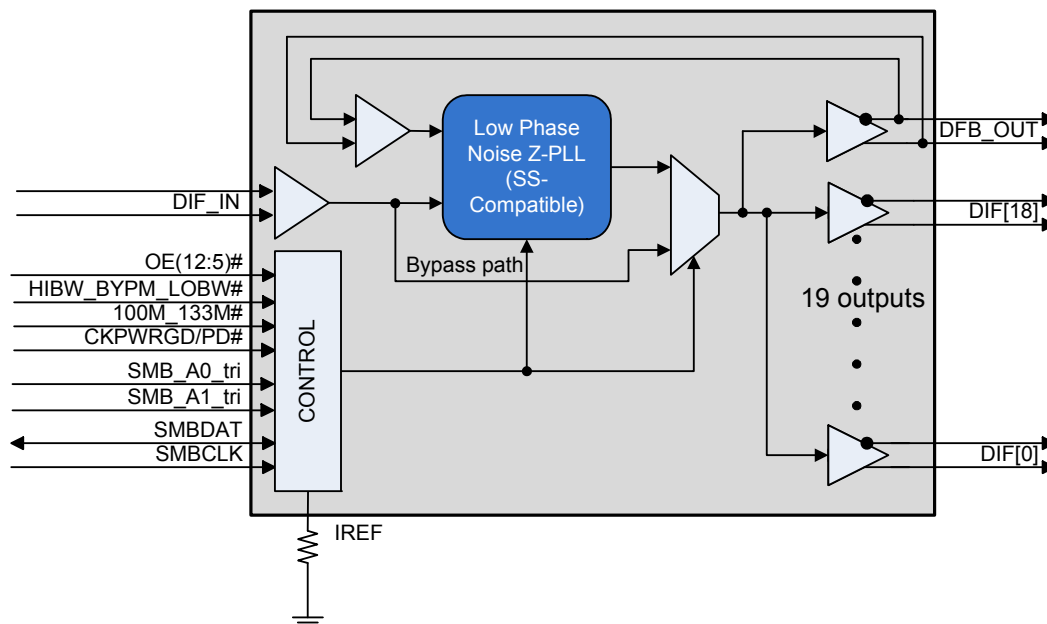 Low Phase
Noise Z-PLL
(SS-
Compatible)
DFB_OUT
DIF_IN
DIF[18]
OE(12:5)#
Bypass path
HIBW_BYPM_LOBW#
19 outputs
100M_133M#
CKPWRGD/PD#
CONTROL
SMB_A0_tri
SMB_A1_tri
SMBDAT
SMBCLK
DIF[0]
IREF